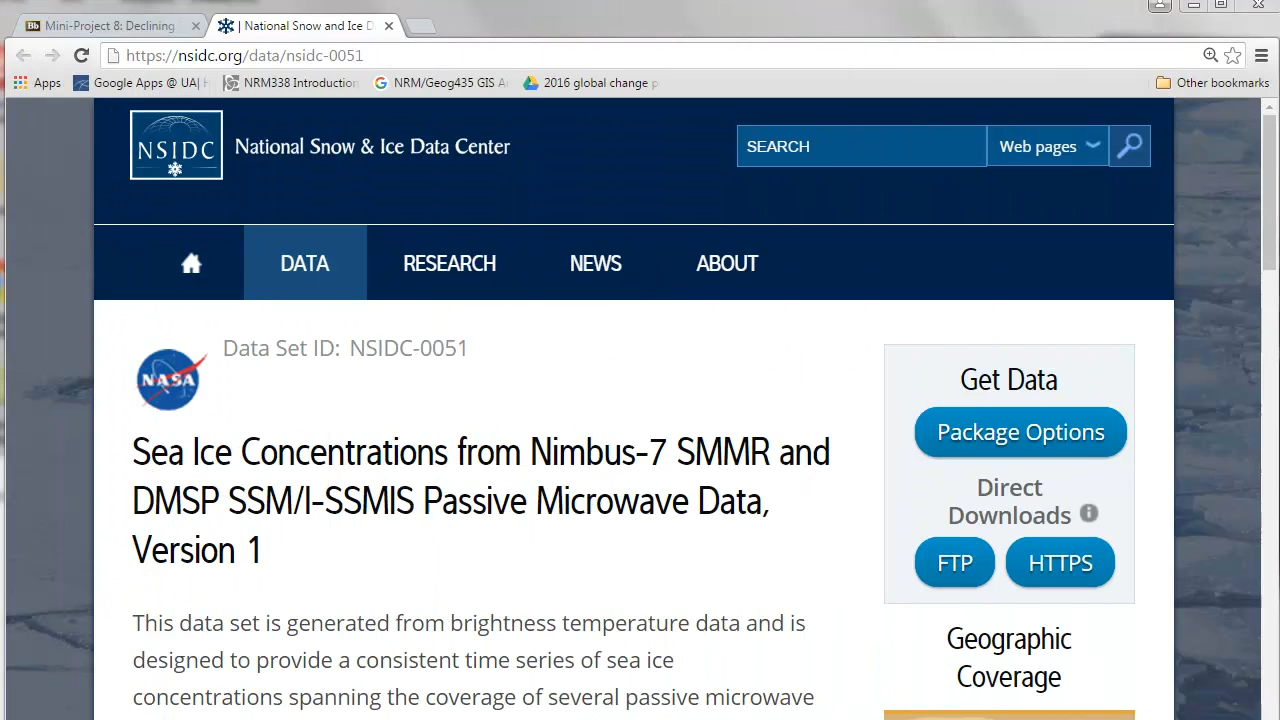 Bb Mini-Project 8: Declining
| National Snow and Ice D
https://nsidc.org/data/nsidc-0051
Apps
Google Apps @ UA| H
NRM338 Introduction
NRM/Geog435 GIS A
2016 global change p
Other bookmarks
NSIDC
National Snow & Ice Data Center
SEARCH
Web pages
DATA
RESEARCH
NEWS
ABOUT
NASA
Data Set ID: NSIDC-0051
Sea Ice Concentrations from Nimbus-7 SMMR and
DMSP SSM/I-SSMIS Passive Microwave Data,
Version 1
This data set is generated from brightness temperature data and is
designed to provide a consistent time series of sea ice
concentrations spanning the coverage of several passive microwave
Get Data
Package Options
Direct
Downloads
FTP
HTTPS
Geographic
Coverage